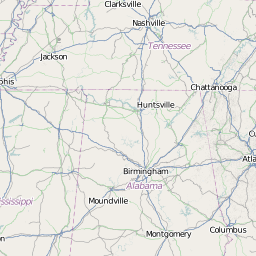 Clarksville
Nashville
Tennessee
Jackson
phis
Chattanooga
Huntsville
Atla
Birmingham
Alabama
Moundville
ssissippi
Columbus
Montgomery